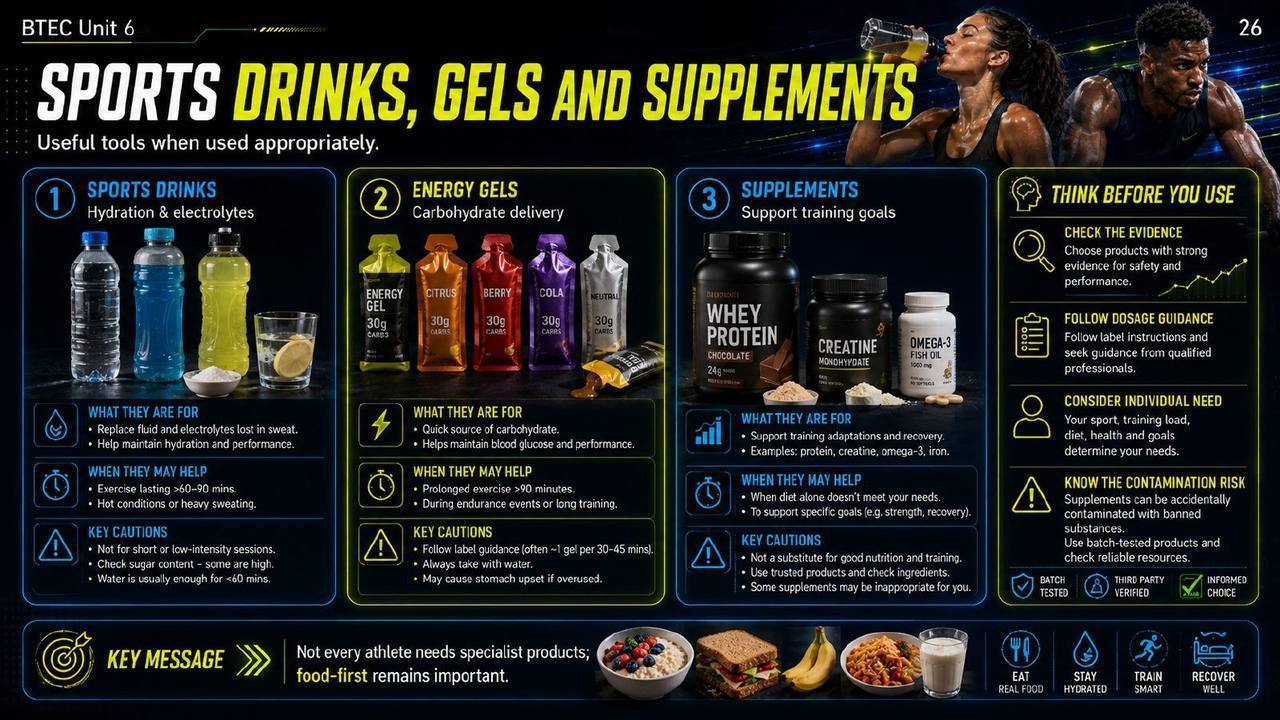 BTEC Unit 6
26
SPORTS DRINKS, GELS AND SUPPLEMENTS
Useful tools when used appropriately.
1
SPORTS DRINKS
Hydration & electrolytes
WHAT THEY ARE FOR
• Replace fluid and electrolytes lost in sweat.
• Help maintain hydration and performance.
WHEN THEY MAY HELP
• Exercise lasting >60–90 mins.
• Hot conditions or heavy sweating.
KEY CAUTIONS
• Not for short or low-intensity sessions.
• Check sugar content – some are high.
• Water is usually enough for <60 mins.
2
ENERGY GELS
Carbohydrate delivery
ENERGY
GEL
30g
CARBS
CITRUS
30g
CARBS
BERRY
30g
CARBS
COLA
30g
CARBS
NEUTRAL
30g
CARBS
WHAT THEY ARE FOR
• Quick source of carbohydrate.
• Helps maintain blood glucose and performance.
WHEN THEY MAY HELP
• Prolonged exercise >90 minutes.
• During endurance events or long training.
KEY CAUTIONS
• Follow label guidance (often ~1 gel per 30–45 mins).
• Always take with water.
• May cause stomach upset if overused.
3
SUPPLEMENTS
Support training goals
WHEY
PROTEIN
CHOCOLATE
24g
CREATINE
MONOHYDATE
OMEGA-3
FISH OIL
1000 mg
WHAT THEY ARE FOR
• Support training adaptations and recovery.
• Examples: protein, creatine, omega-3, iron.
WHEN THEY MAY HELP
• When diet alone doesn't meet your needs.
• To support specific goals (e.g. strength, recovery).
KEY CAUTIONS
• Not a substitute for good nutrition and training.
• Use trusted products and check ingredients.
• Some supplements may be inappropriate for you.
THINK BEFORE YOU USE
CHECK THE EVIDENCE
Choose products with strong
evidence for safety and
performance.
FOLLOW DOSAGE GUIDANCE
Follow label instructions and
seek guidance from qualified
professionals.
CONSIDER INDIVIDUAL NEED
Your sport, training load,
diet, health and goals
determine your needs.
KNOW THE CONTAMINATION RISK
Supplements can be accidentally
contaminated with banned
substances.
Use batch-tested products and
check reliable resources.
BATCH
TESTED
THIRD PARTY
VERIFIED
INFORMED
CHOICE
KEY MESSAGE
Not every athlete needs specialist products;
food-first remains important.
EAT
REAL FOOD
STAY
HYDRATED
TRAIN
SMART
RECOVER
WELL